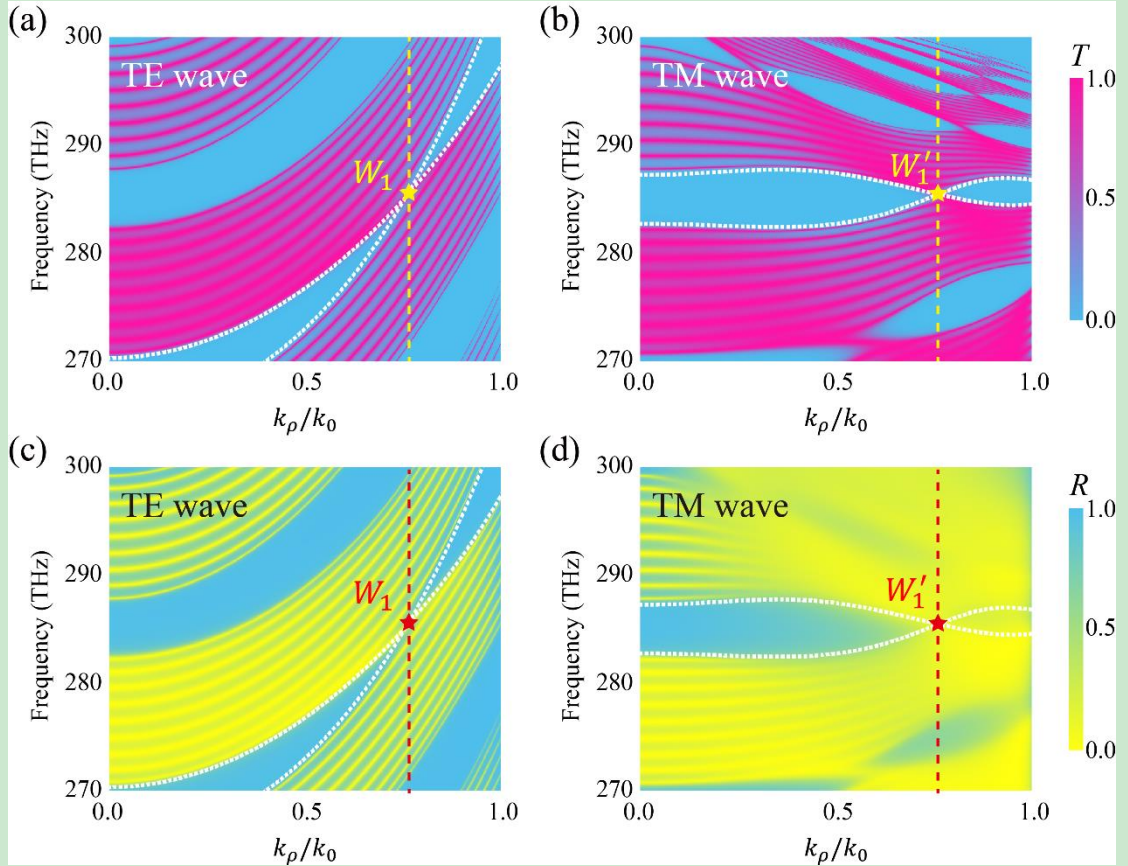 (a)
(b)
300
TE wave
290
W₁
280
270
Frequency (THz)
0.0
0.5
1.0
kρ/k₀
300
TM wave
290
W₁′
280
270
Frequency (THz)
0.0
0.5
1.0
kρ/k₀
T
1.0
0.5
0.0
(c)
(d)
300
TE wave
290
W₁
280
270
Frequency (THz)
0.0
0.5
1.0
kρ/k₀
300
TM wave
290
W₁′
280
270
Frequency (THz)
0.0
0.5
1.0
kρ/k₀
R
1.0
0.5
0.0